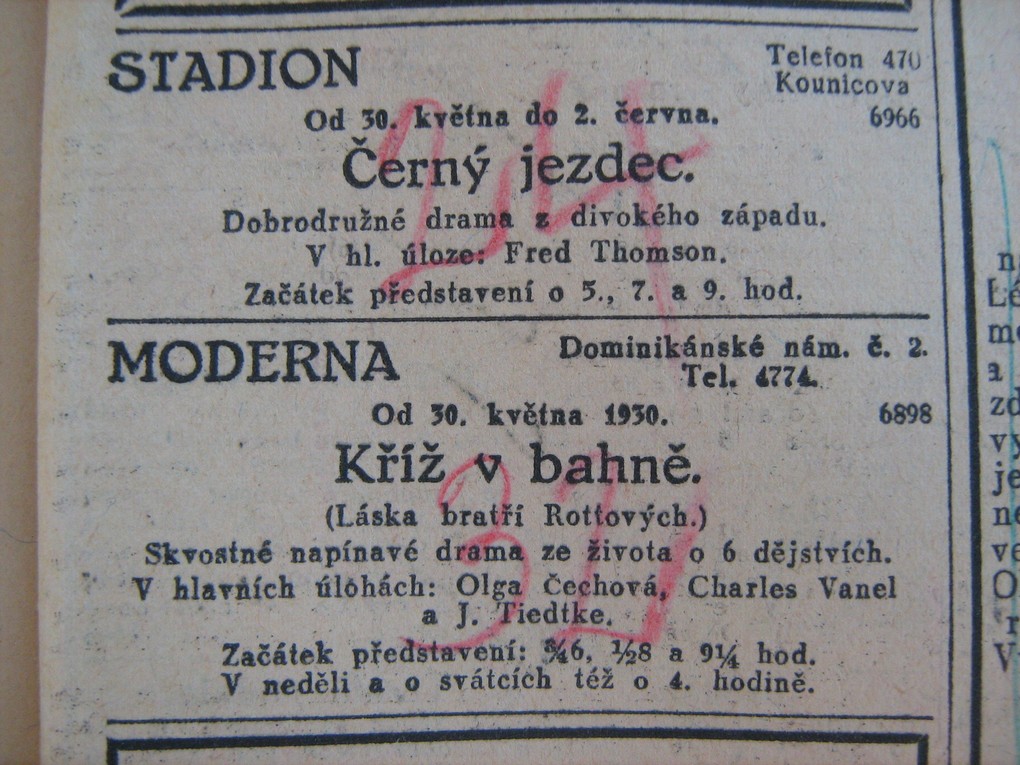 STADION
Telefon 470
Kounicova
Od 30. května do 2. června.
6966
Černý jezdec.
Dobrodružné drama z divokého západu.
V hl. úloze: Fred Thomson.
Začátek představení o 5., 7. a 9. hod.
MODERNA
Dominikánské nám. č. 2.
Tel. 4774.
Od 30. května 1930.
6898
Kříž v bahně.
(Láska bratří Rottových.)
Skvostné napínavé drama ze života o 6 dějstvích.
V hlavních úlohách: Olga Čechová, Charles Vanel
a J. Tiedtke.
Začátek představení: ¾6, ½8 a 9¼ hod.
V neděli a o svátcích též o 4. hodině.